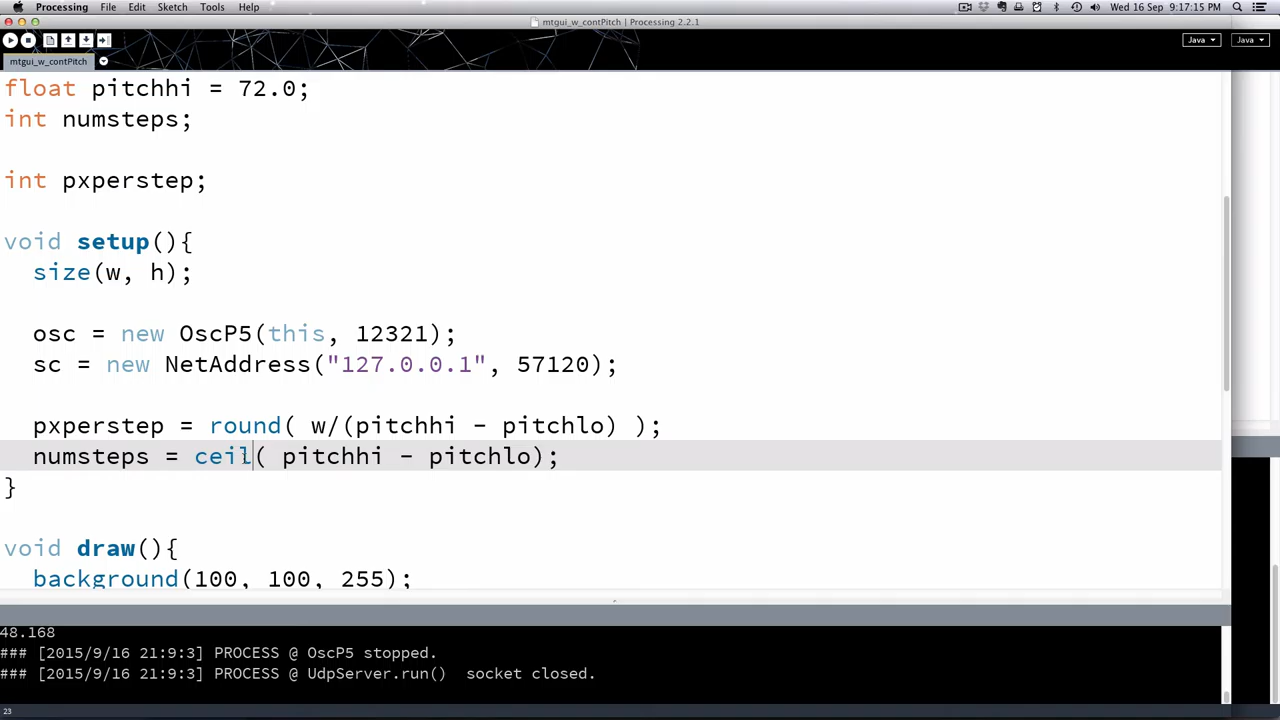 Processing File Edit Sketch Tools Help Wed 16 Sep 9:17:15 PM
mtgui_w_contPitch | Processing 2.2.1
Java Java
mtgui_w_contPitch
float pitchhi = 72.0;
int numsteps;
int pxperstep;
void setup(){
size(w, h);
osc = new OscP5(this, 12321);
sc = new NetAddress("127.0.0.1", 57120);
pxperstep = round( w/(pitchhi - pitchlo) );
numsteps = ceil( pitchhi - pitchlo);
}
void draw(){
background(100, 100, 255);
48.168
### [2015/9/16 21:9:3] PROCESS @ OscP5 stopped.
### [2015/9/16 21:9:3] PROCESS @ UdpServer.run() socket closed.
23